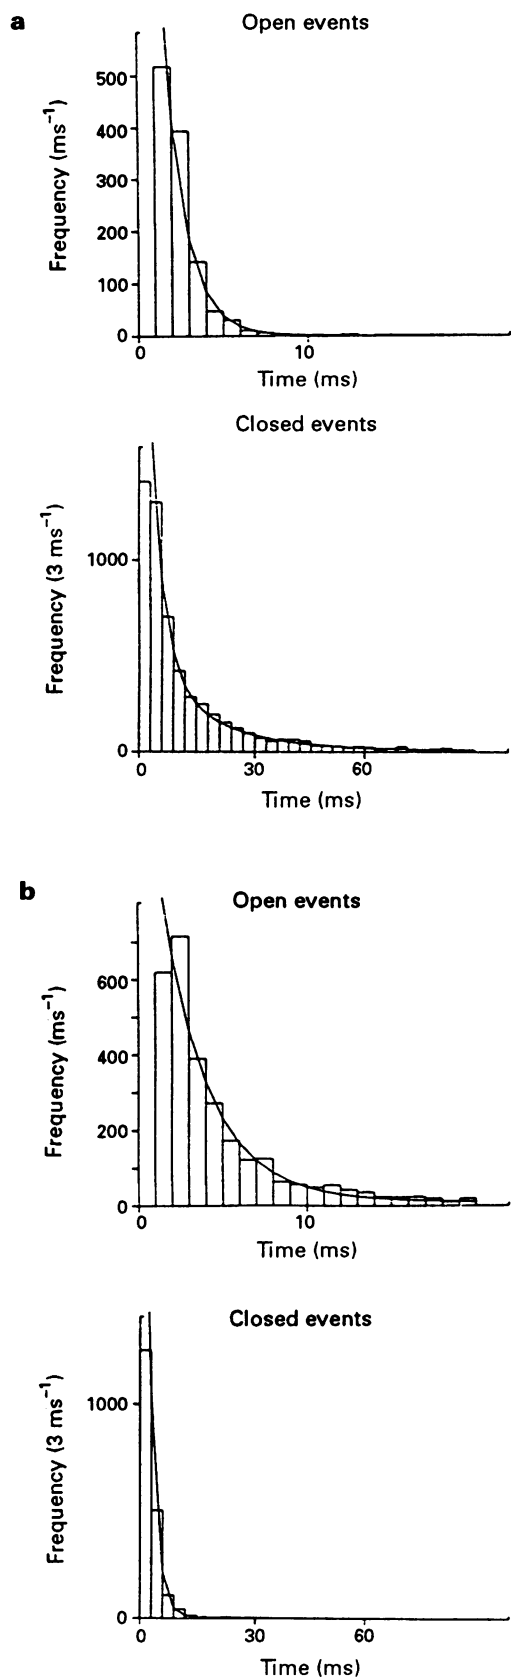 a
Open events
Frequency (ms⁻¹)
500
400
300
200
100
0
0 10
Time (ms)
Closed events
Frequency (3 ms⁻¹)
1000
0
0 30 60
Time (ms)
b
Open events
Frequency (ms⁻¹)
600
400
200
0
0 10
Time (ms)
Closed events
Frequency (3 ms⁻¹)
1000
0
0 30 60
Time (ms)